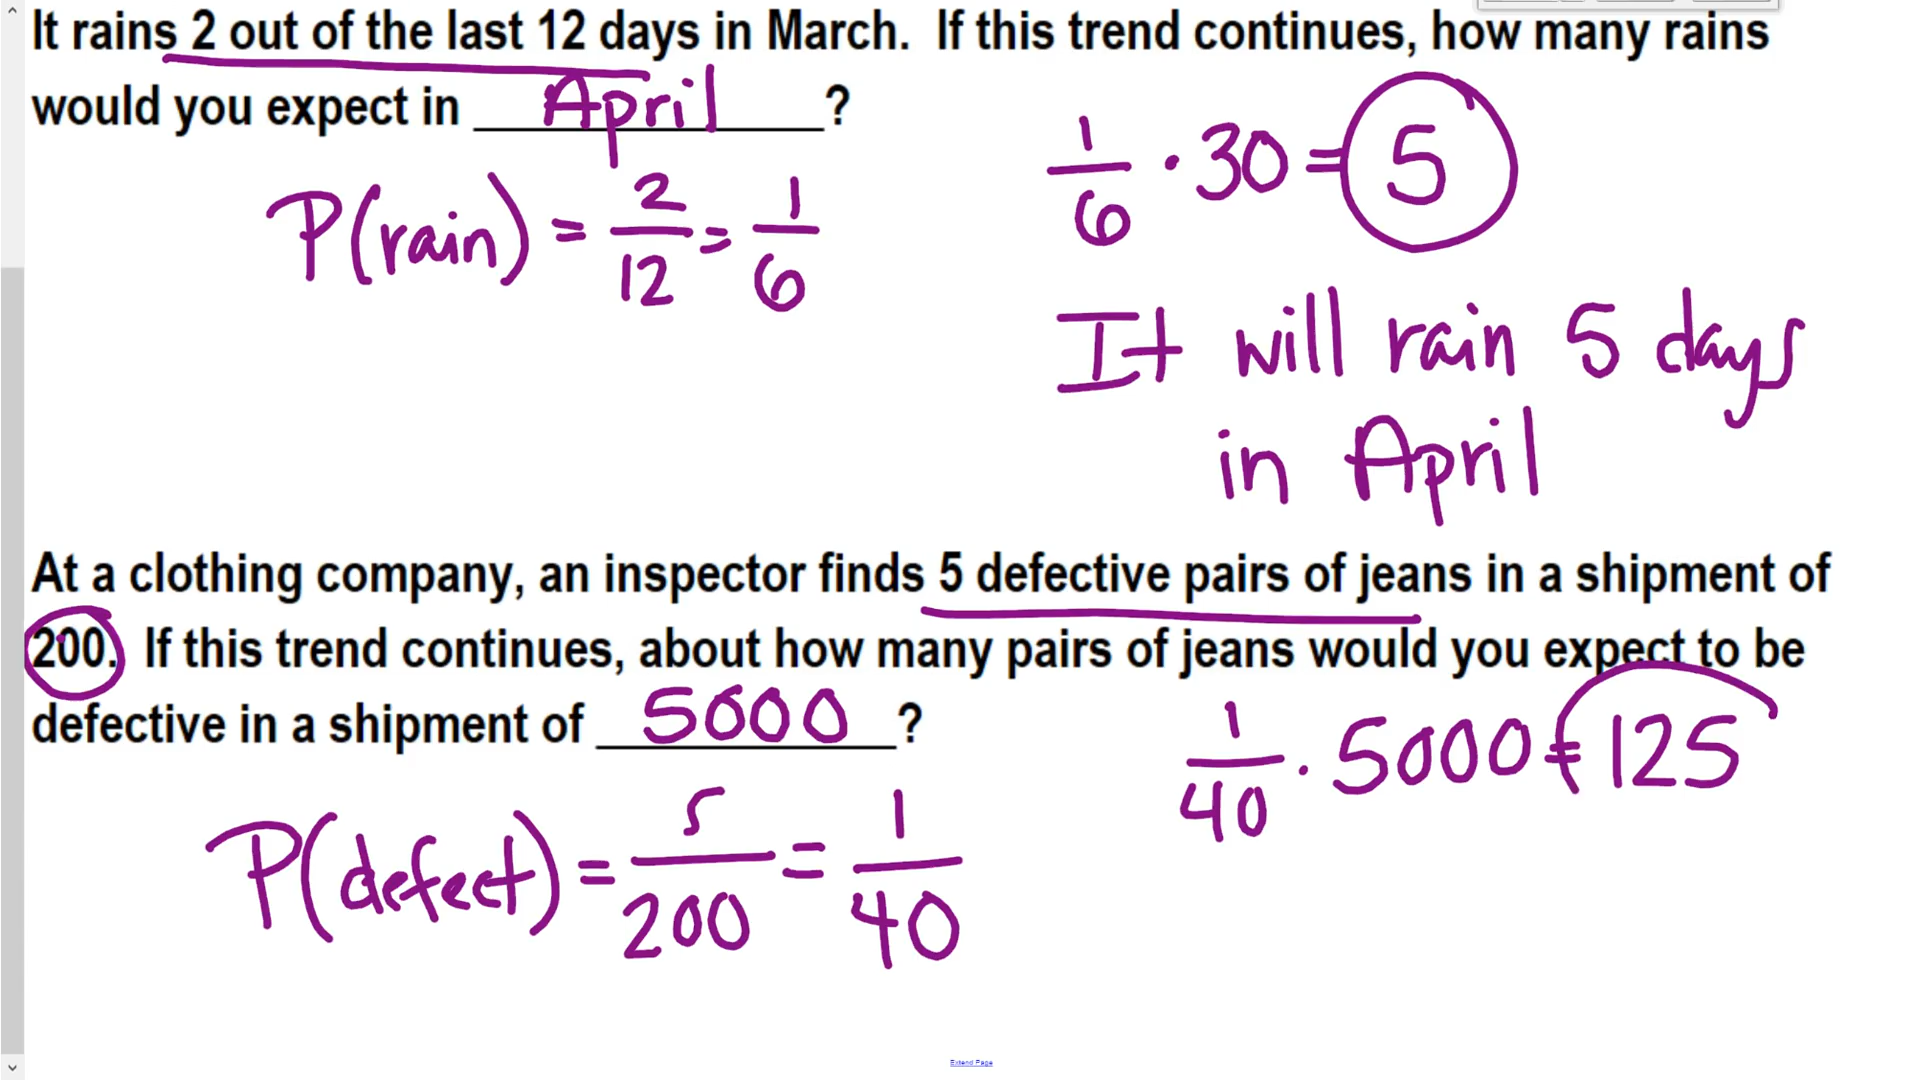 It rains 2 out of the last 12 days in March. If this trend continues, how many rains
would you expect in April?
P(rain) = 2/12 = 1/6
1/6 · 30 = 5
It will rain 5 days
in April
At a clothing company, an inspector finds 5 defective pairs of jeans in a shipment of
200. If this trend continues, about how many pairs of jeans would you expect to be
defective in a shipment of 5000?
P(defect) = 5/200 = 1/40
1/40 · 5000 = 125
Extend Page